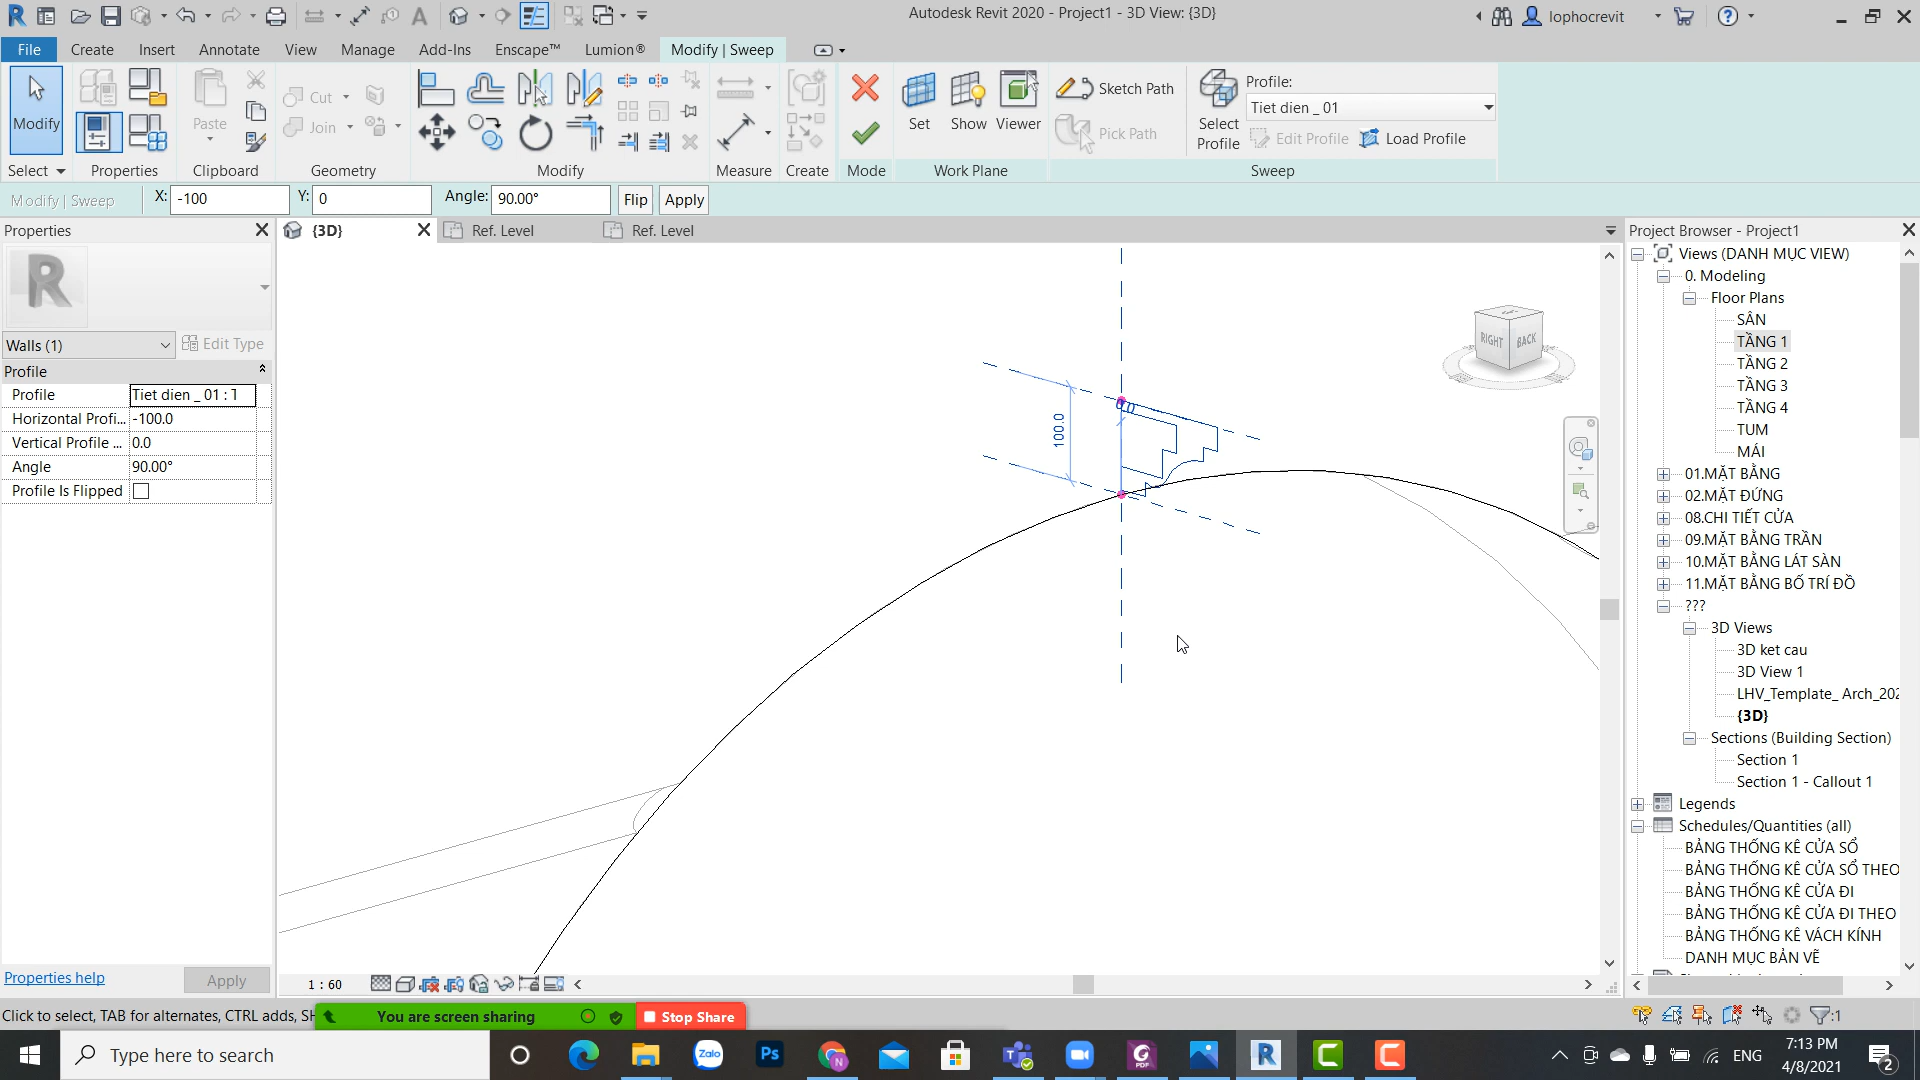 Autodesk Revit 2020 - Project1 - 3D View: {3D}
lophocrevit
File Create Insert Annotate View Manage Add-Ins Enscape™ Lumion® Modify | Sweep
Modify
Paste
Cut
Join
Set
Show
Viewer
Sketch Path
Pick Path
Select
Profile
Profile:
Tiet dien _ 01
Edit Profile
Load Profile
Select Properties Clipboard Geometry Modify Measure Create Mode Work Plane Sweep
Modify | Sweep X: -100 Y: 0 Angle: 90.00° Flip Apply
Properties
{3D}
Ref. Level
Ref. Level
Project Browser - Project1
R
Walls (1)
Edit Type
Profile
Profile Tiet dien _ 01 : 1
Horizontal Profi... -100.0
Vertical Profile ... 0.0
Angle 90.00°
Profile Is Flipped
Properties help
Apply
100.0
RIGHT
BACK
Views (DANH MỤC VIEW)
0. Modeling
Floor Plans
SÂN
TẦNG 1
TẦNG 2
TẦNG 3
TẦNG 4
TUM
MÁI
01.MẶT BẰNG
02.MẶT ĐỨNG
08.CHI TIẾT CỬA
09.MẶT BẰNG TRẦN
10.MẶT BẰNG LÁT SÀN
11.MẶT BẰNG BỐ TRÍ ĐỒ
???
3D Views
3D ket cau
3D View 1
LHV_Template_ Arch_202
{3D}
Sections (Building Section)
Section 1
Section 1 - Callout 1
Legends
Schedules/Quantities (all)
BẢNG THỐNG KÊ CỬA SỔ
BẢNG THỐNG KÊ CỬA SỔ THEO
BẢNG THỐNG KÊ CỬA ĐI
BẢNG THỐNG KÊ CỬA ĐI THEO
BẢNG THỐNG KÊ VÁCH KÍNH
DANH MỤC BẢN VẼ
1 : 60
Click to select, TAB for alternates, CTRL adds, SH
You are screen sharing
Stop Share
:1
Type here to search
Zalo
Ps
N
PDF
R
C
C
ENG
7:13 PM
4/8/2021
2